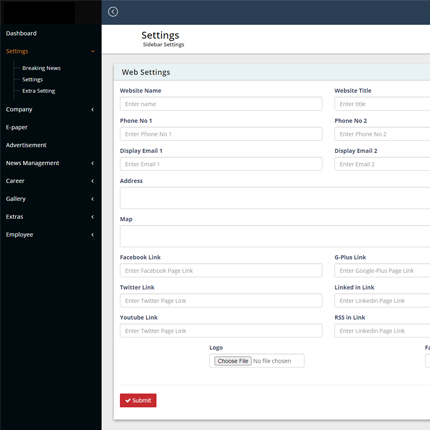 Dashboard
Settings
Breaking News
Settings
Extra Setting
Company
E-paper
Advertisement
News Management
Career
Gallery
Extras
Employee
Settings
Sidebar Settings
Web Settings
Website Name Website Title
Enter name Enter title
Phone No 1 Phone No 2
Enter Phone No 1 Enter Phone No 2
Display Email 1 Display Email 2
Enter Email 1 Enter Email 2
Address
Map
Facebook Link G-Plus Link
Enter Facebook Page Link Enter Google-Plus Page Link
Twitter Link Linked in Link
Enter Twitter Page Link Enter Linkedin Page Link
Youtube Link RSS in Link
Enter Twitter Page Link Enter Linkedin Page Link
Logo Fa
Choose File No file chosen
Submit